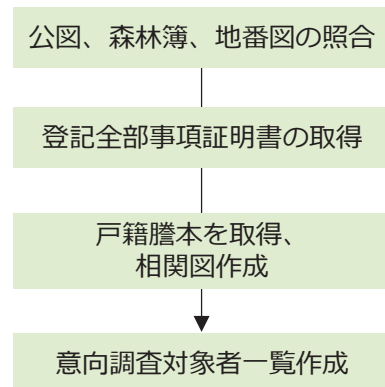 公図、森林簿、地番図の照合
登記全部事項証明書の取得
戸籍謄本を取得、
相関図作成
意向調査対象者一覧作成